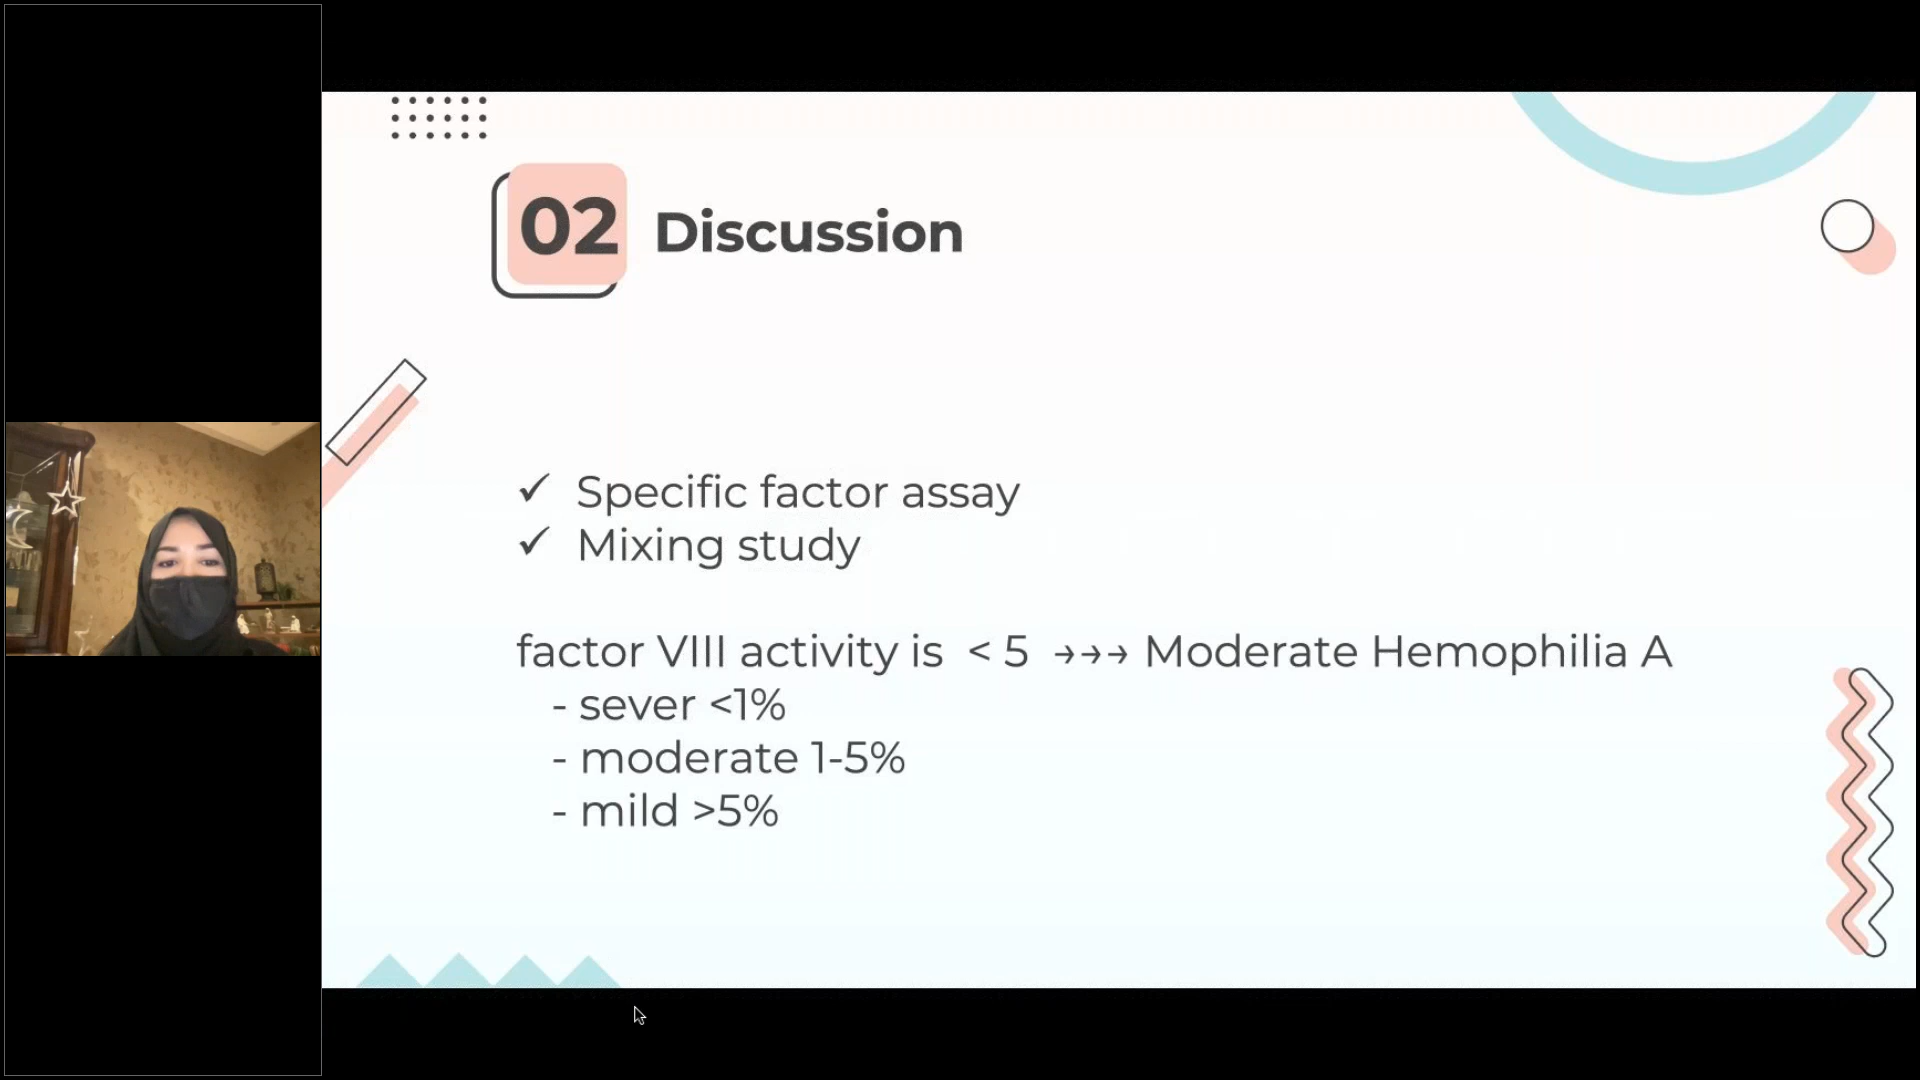 02 Discussion
✓ Specific factor assay
✓ Mixing study
factor VIII activity is < 5 →→→ Moderate Hemophilia A
- sever <1%
- moderate 1-5%
- mild >5%